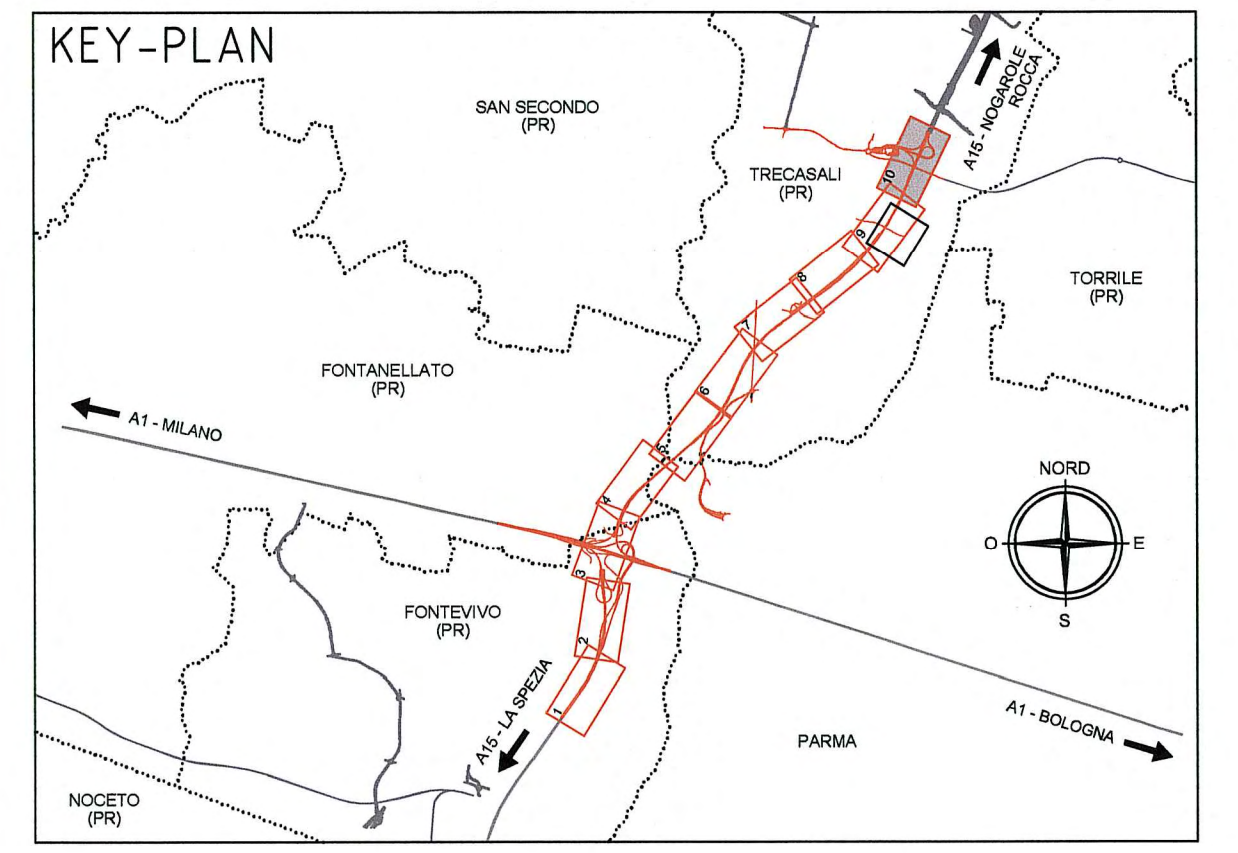 KEY-PLAN
SAN SECONDO
(PR)
A15 - NOGAROLE
ROCCA
TRECASALI
(PR)
10
9
TORRILE
(PR)
8
7
FONTANELLATO
(PR)
6
A1 - MILANO
5
NORD
4
O
E
3
S
FONTEVIVO
(PR)
2
A15 - LA SPEZIA
1
A1 - BOLOGNA
PARMA
NOCETO
(PR)